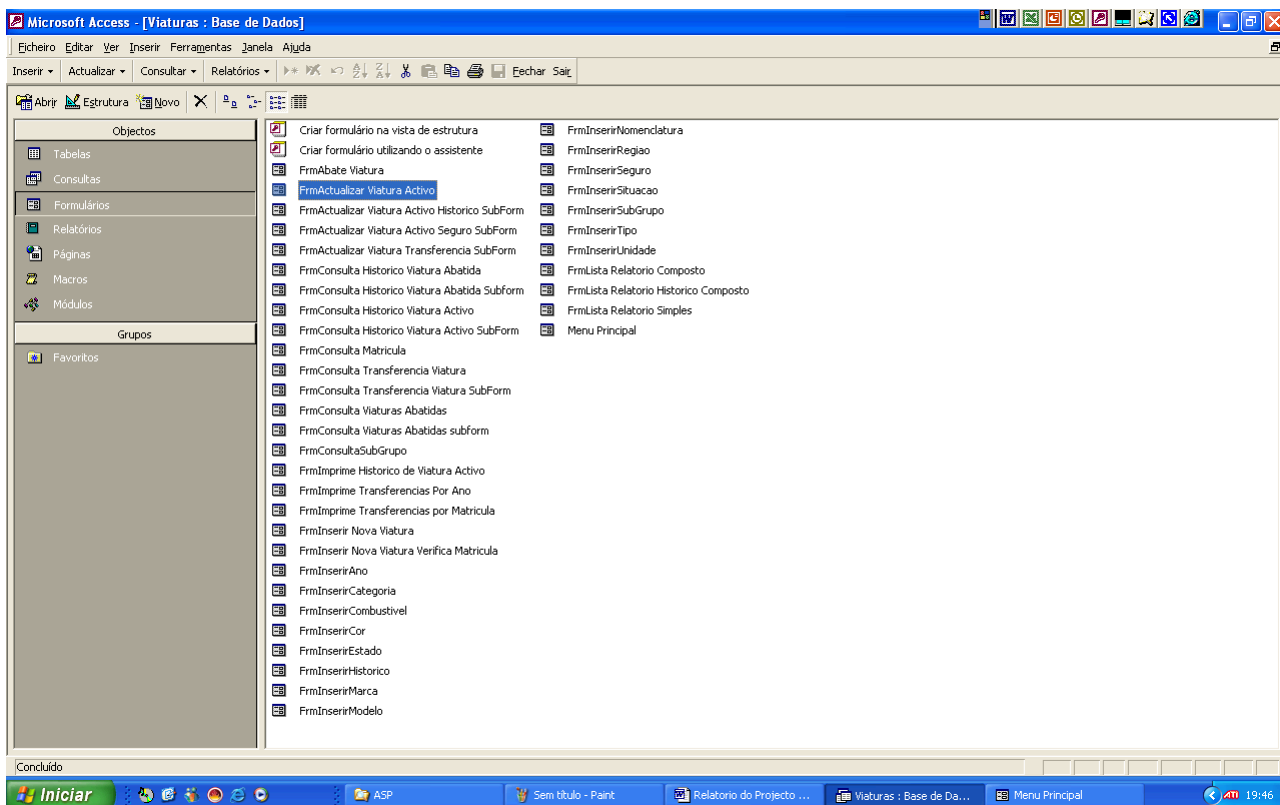 Microsoft Access - [Viaturas : Base de Dados]
Ficheiro Editar Ver Inserir Ferramentas Janela Ajuda
Inserir Actualizar Consultar Relatórios Fechar Sair
Abrir Estrutura Novo
Objectos
Tabelas
Consultas
Formulários
Relatórios
Páginas
Macros
Módulos
Grupos
Favoritos
Criar formulário na vista de estrutura
Criar formulário utilizando o assistente
FrmAbate Viatura
FrmActualizar Viatura Activo
FrmActualizar Viatura Activo Historico SubForm
FrmActualizar Viatura Activo Seguro SubForm
FrmActualizar Viatura Transferencia SubForm
FrmConsulta Historico Viatura Abatida
FrmConsulta Historico Viatura Abatida Subform
FrmConsulta Historico Viatura Activo
FrmConsulta Historico Viatura Activo SubForm
FrmConsulta Matricula
FrmConsulta Transferencia Viatura
FrmConsulta Transferencia Viatura SubForm
FrmConsulta Viaturas Abatidas
FrmConsulta Viaturas Abatidas subform
FrmConsultaSubGrupo
FrmImprime Historico de Viatura Activo
FrmImprime Transferencias Por Ano
FrmImprime Transferencias por Matricula
FrmInserir Nova Viatura
FrmInserir Nova Viatura Verifica Matricula
FrmInserirAno
FrmInserirCategoria
FrmInserirCombustivel
FrmInserirCor
FrmInserirEstado
FrmInserirHistorico
FrmInserirMarca
FrmInserirModelo
FrmInserirNomenclatura
FrmInserirRegiao
FrmInserirSeguro
FrmInserirSituacao
FrmInserirSubGrupo
FrmInserirTipo
FrmInserirUnidade
FrmLista Relatorio Composto
FrmLista Relatorio Historico Composto
FrmLista Relatorio Simples
Menu Principal
Concluído
Iniciar
ASP
Sem título - Paint
Relatorio do Projecto ...
Viaturas : Base de Da...
Menu Principal
ATI 19:46